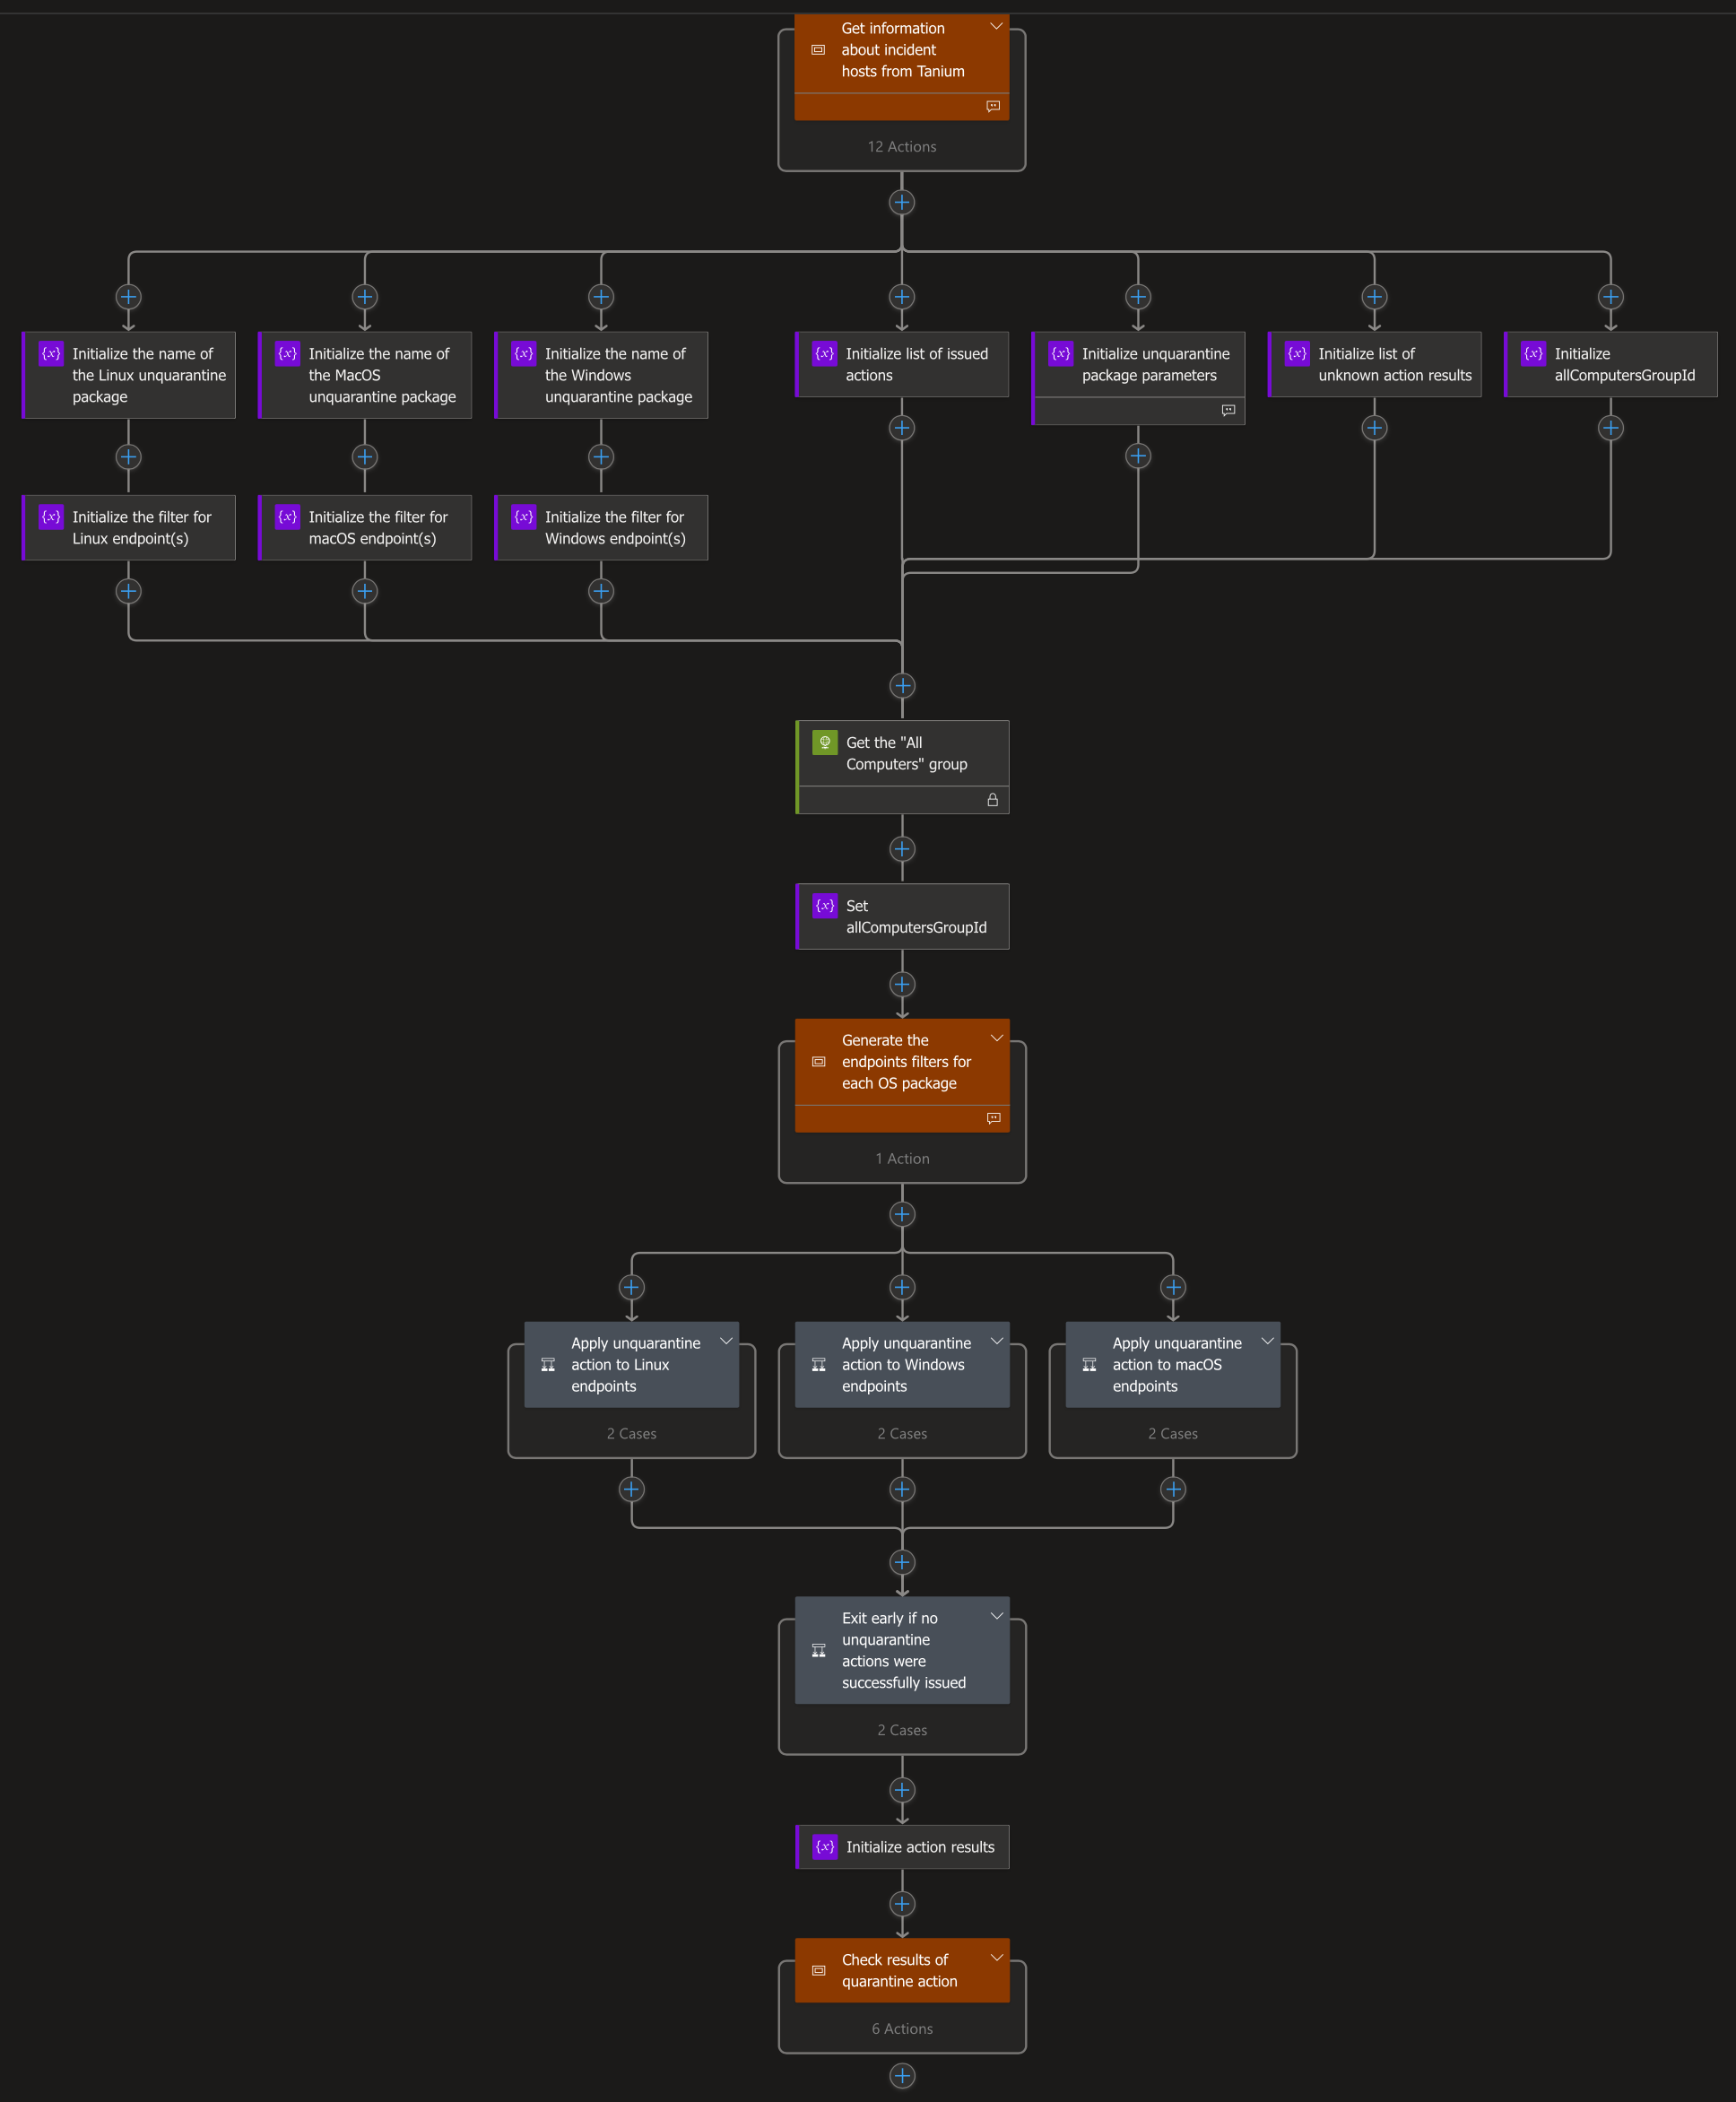 Get information
about incident
hosts from Tanium
12 Actions
{x} Initialize the name of
the Linux unquarantine
package
{x} Initialize the name of
the MacOS
unquarantine package
{x} Initialize the name of
the Windows
unquarantine package
{x} Initialize list of issued
actions
{x} Initialize unquarantine
package parameters
{x} Initialize list of
unknown action results
{x} Initialize
allComputersGroupId
{x} Initialize the filter for
Linux endpoint(s)
{x} Initialize the filter for
macOS endpoint(s)
{x} Initialize the filter for
Windows endpoint(s)
Get the "All
Computers" group
{x} Set
allComputersGroupId
Generate the
endpoints filters for
each OS package
1 Action
Apply unquarantine
action to Linux
endpoints
2 Cases
Apply unquarantine
action to Windows
endpoints
2 Cases
Apply unquarantine
action to macOS
endpoints
2 Cases
Exit early if no
unquarantine
actions were
successfully issued
2 Cases
{x} Initialize action results
Check results of
quarantine action
6 Actions